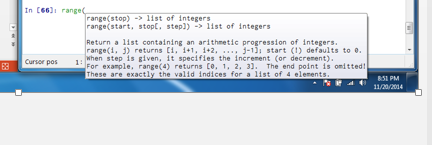 In [66]: range(
range(stop) -> list of integers
range(start, stop[, step]) -> list of integers
Return a list containing an arithmetic progression of integers.
range(i, j) returns [i, i+1, i+2, ..., j-1]; start (!) defaults to 0.
When step is given, it specifies the increment (or decrement).
For example, range(4) returns [0, 1, 2, 3].  The end point is omitted!
These are exactly the valid indices for a list of 4 elements.
Cursor pos 1:
8:51 PM
11/20/2014